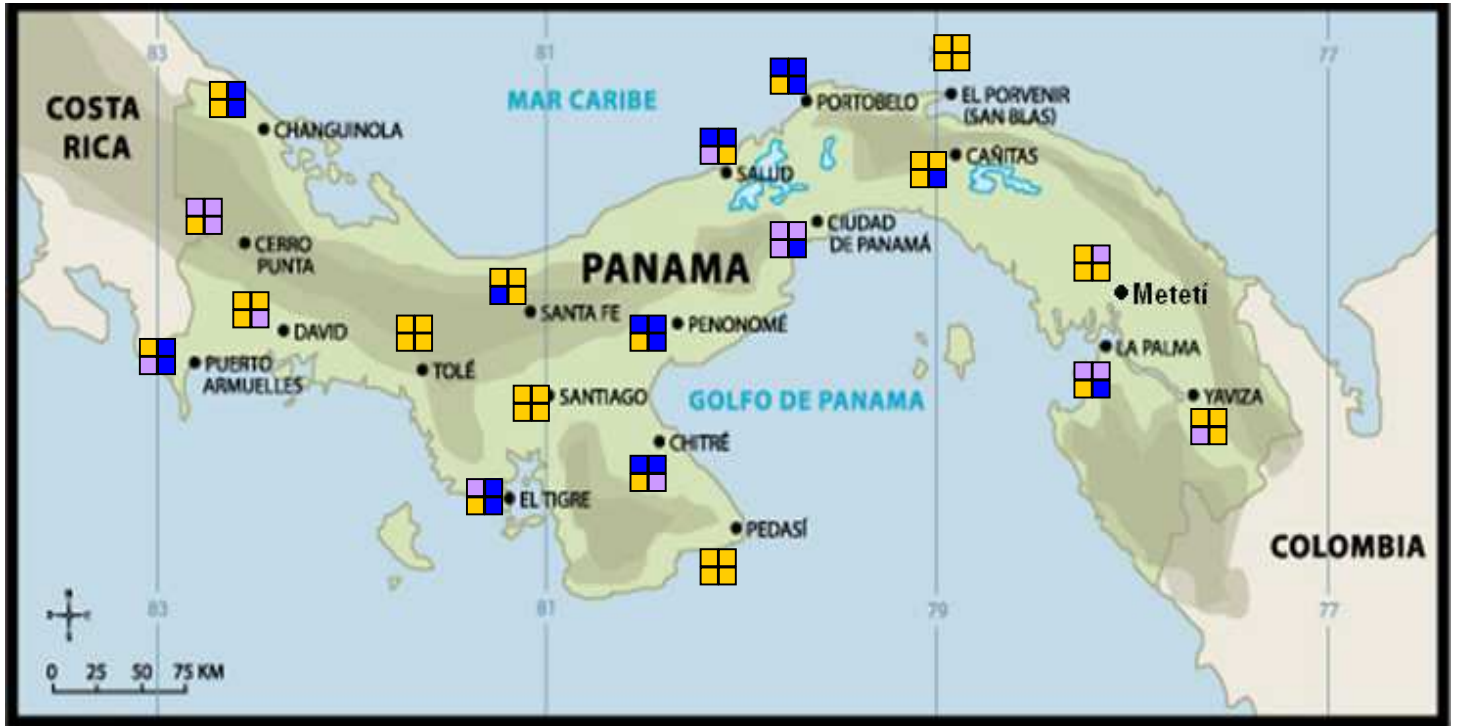 83
81
77
COSTA
RICA
MAR CARIBE
CHANGUINOLA
PORTOBELO
EL PORVENIR
(SAN BLAS)
SALUD
CAÑITAS
CERRO
PUNTA
CIUDAD
DE PANAMÁ
PANAMA
Metetí
SANTA FE
PENONOMÉ
DAVID
PUERTO
ARMUELLES
TOLÉ
LA PALMA
SANTIAGO
GOLFO DE PANAMA
YAVIZA
CHITRÉ
EL TIGRE
PEDASÍ
COLOMBIA
83
81
79
77
0 25 50 75 KM